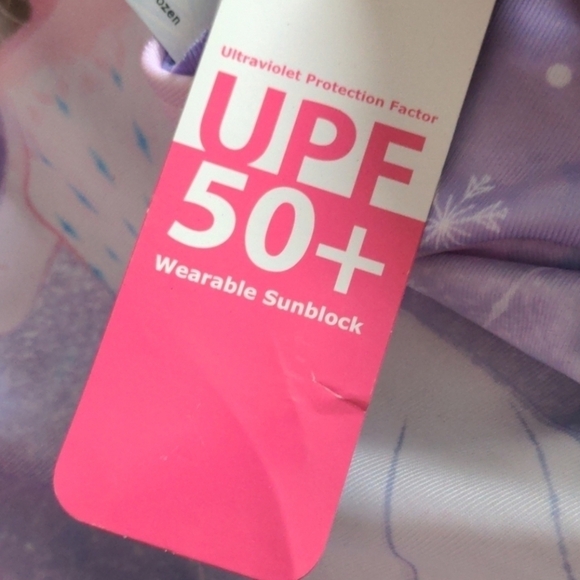 Ultraviolet Protection Factor
UPF
50+
Wearable Sunblock